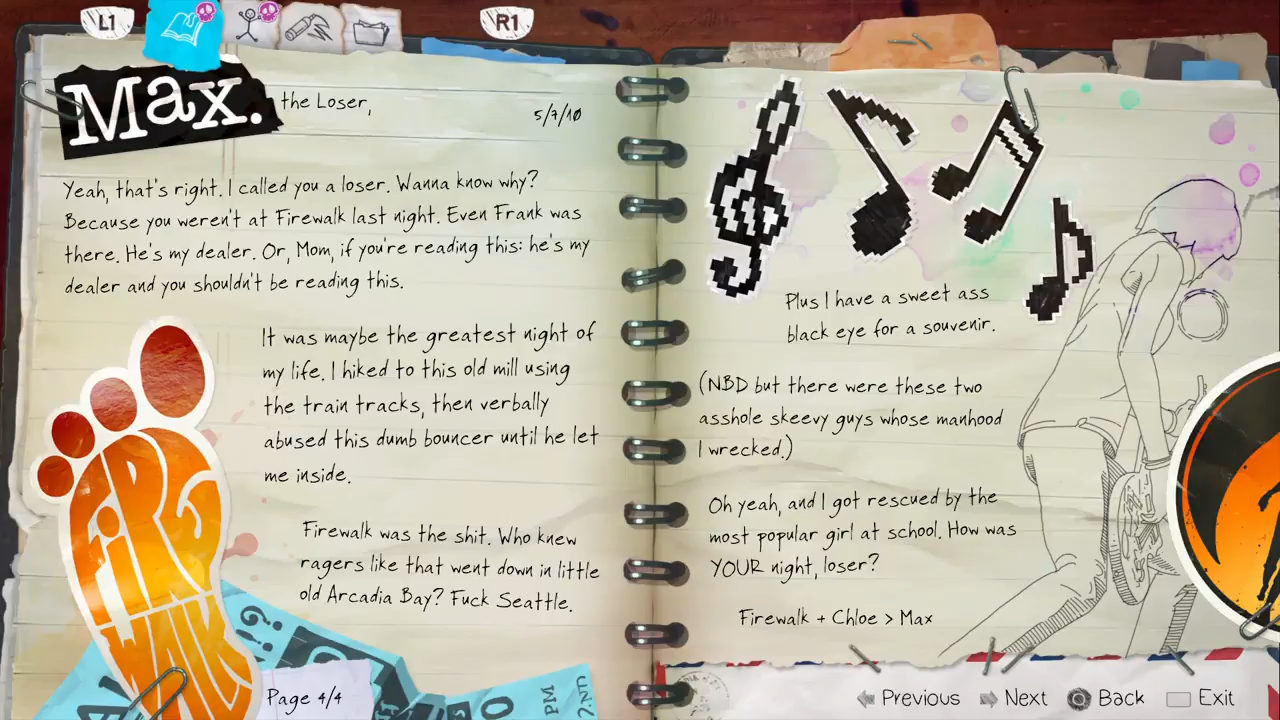 L1
R1
Max.
the Loser,
5/7/10
Yeah, that's right. I called you a loser. Wanna know why?
Because you weren't at Firewalk last night. Even Frank was
there. He's my dealer. Or, Mom, if you're reading this: he's my
dealer and you shouldn't be reading this.
It was maybe the greatest night of
my life. I hiked to this old mill using
the train tracks, then verbally
abused this dumb bouncer until he let
me inside.
Firewalk was the shit. Who knew
ragers like that went down in little
old Arcadia Bay? Fuck Seattle.
FIRE
WALK
PM
Page 4/4
Plus I have a sweet ass
black eye for a souvenir.
(NBD but there were these two
asshole skeevy guys whose manhood
I wrecked.)
Oh yeah, and I got rescued by the
most popular girl at school. How was
YOUR night, loser?
Firewalk + Chloe > Max
Previous
Next
Back
Exit